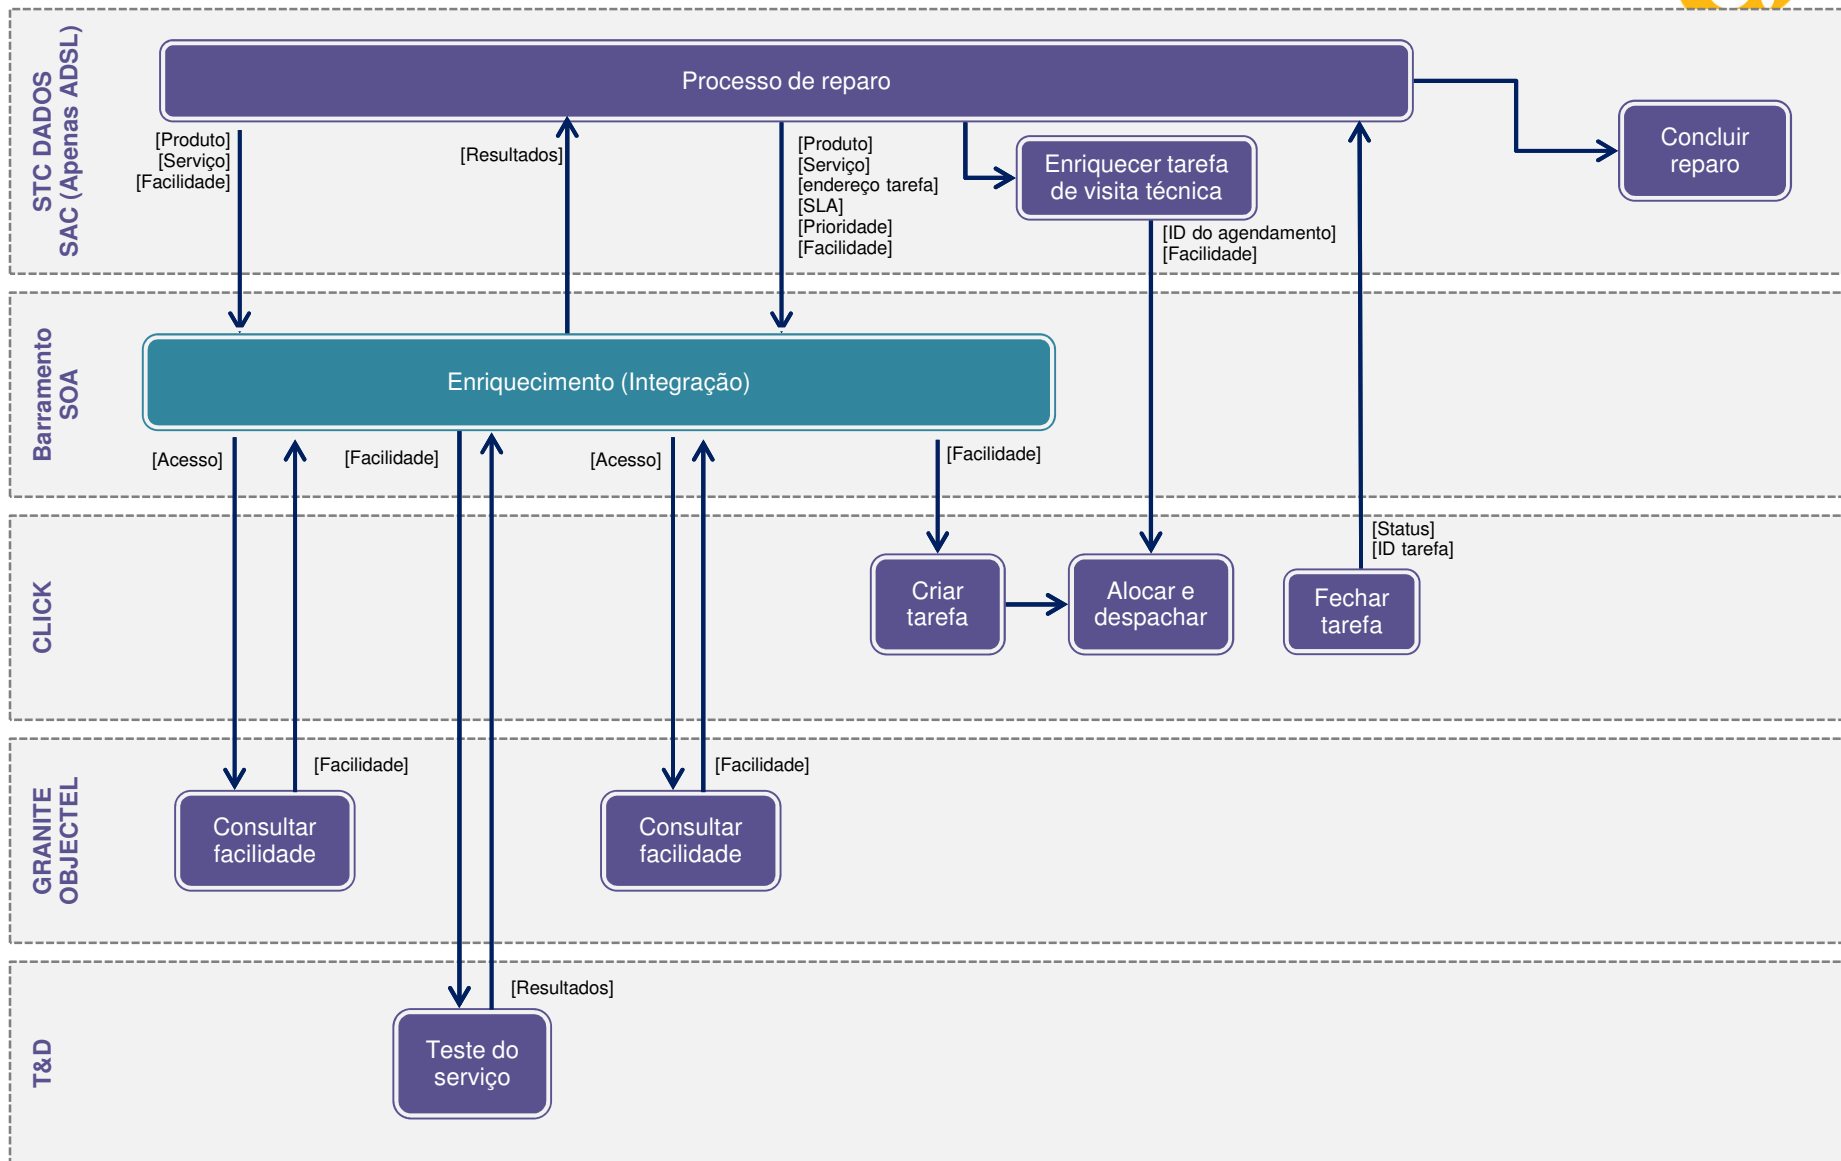 STC DADOS
SAC (Apenas ADSL)
Processo de reparo
[Produto]
[Serviço]
[Facilidade]
[Resultados]
[Produto]
[Serviço]
[endereço tarefa]
[SLA]
[Prioridade]
[Facilidade]
Enriquecer tarefa
de visita técnica
[ID do agendamento]
[Facilidade]
Concluir
reparo
Barramento
SOA
Enriquecimento (Integração)
[Acesso]
[Facilidade]
[Acesso]
[Facilidade]
CLICK
Criar
tarefa
Alocar e
despachar
[Status]
[ID tarefa]
Fechar
tarefa
GRANITE
OBJECTEL
[Facilidade]
[Facilidade]
Consultar
facilidade
Consultar
facilidade
T&D
[Resultados]
Teste do
serviço